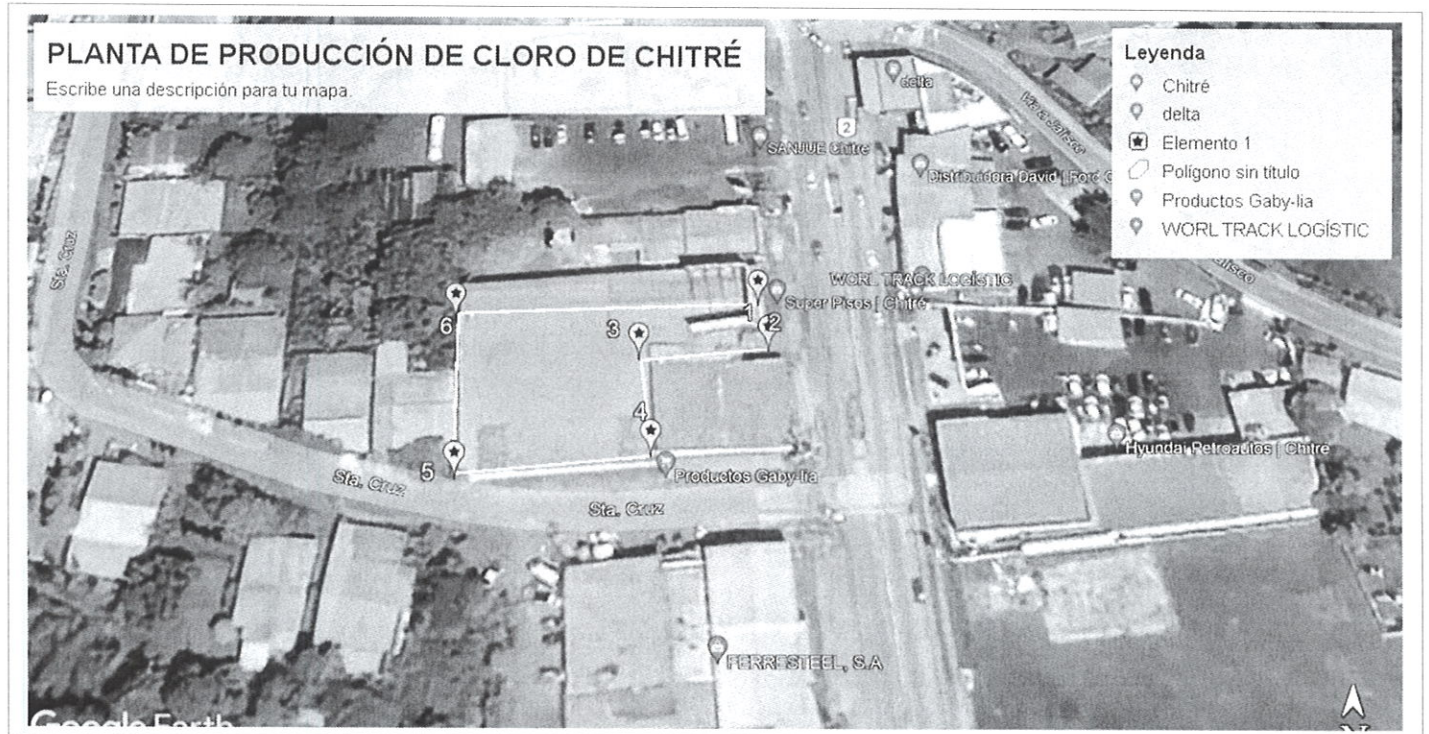 PLANTA DE PRODUCCIÓN DE CLORO DE CHITRÉ
Escribe una descripción para tu mapa.
Leyenda
Chitré
delta
Elemento 1
Polígono sin título
Productos Gaby-lia
WORL TRACK LOGÍSTIC
delta
Vía a Jalisco
2
SANJUE Chitré
Distribuidora David | Ford C
Sta. Cruz
WORL TRACK LOGÍSTIC
Jalisco
Super Pisos | Chitré
1
2
3
6
4
5
Hyundai Petroautos | Chitré
Productos Gaby-lia
Sta. Cruz
Sta. Cruz
FERRESTEEL, S.A
Google Earth
N